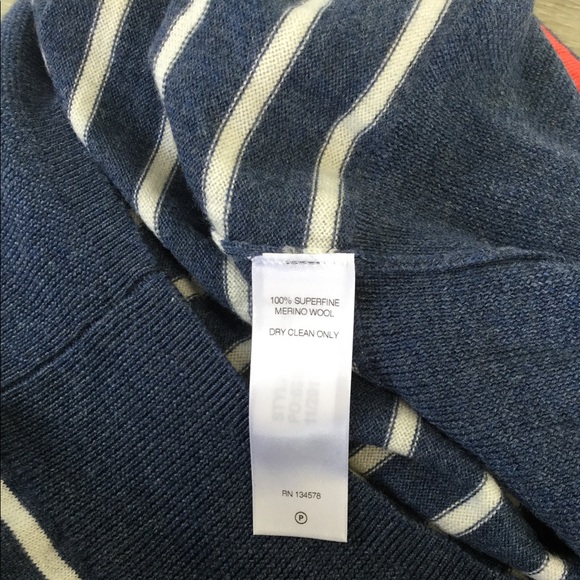 100% SUPERFINE
MERINO WOOL
DRY CLEAN ONLY
RN 134578
P